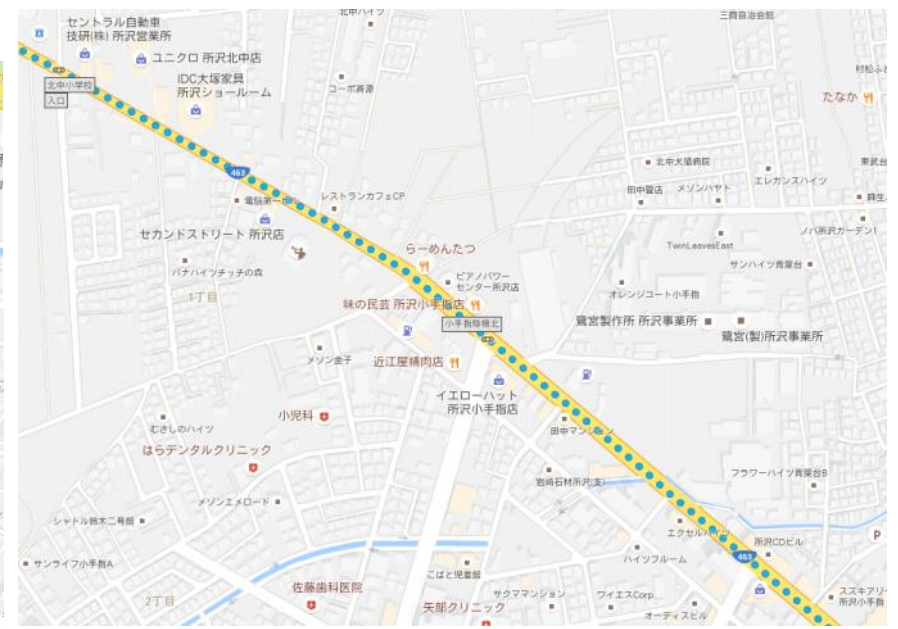 北中ハイツ
三商自治会館
セントラル自動車
技研(株) 所沢営業所
ユニクロ 所沢北中店
IDC大塚家具
所沢ショールーム
コーポ斎源
たなか
北中小学校
入口
463
北中大塚病院
東武台
エレガンスハイツ
田中畳店
メゾンハヤト
レストランカフェCP
セカンドストリート 所沢店
ノバ所沢ガーデン1
TwinLeavesEast
らーめんたつ
サンハイツ青葉台
バナハイツチッチの森
ピアノパワー
センター所沢店
1丁目
オレンジコート小手指
味の民芸 所沢小手指店
小手指陸橋北
鷺宮製作所 所沢事業所
鷺宮(製)所沢事業所
メゾン金子
近江屋精肉店
イエローハット
所沢小手指店
小児科
むさしのハイツ
田中マンション
はらデンタルクリニック
フラワーハイツ青葉台B
岩崎石材所沢(支)
メゾンエメロード
シャトル鈴木二号館
エクセルハイツ
所沢CDビル
P
ハイツフルーム
463
サンライフ小手指A
こばと児童館
佐藤歯科医院
サクママンション
ワイエスCorp.
スズキアリー
所沢小手指
2丁目
矢部クリニック
オーディスビル